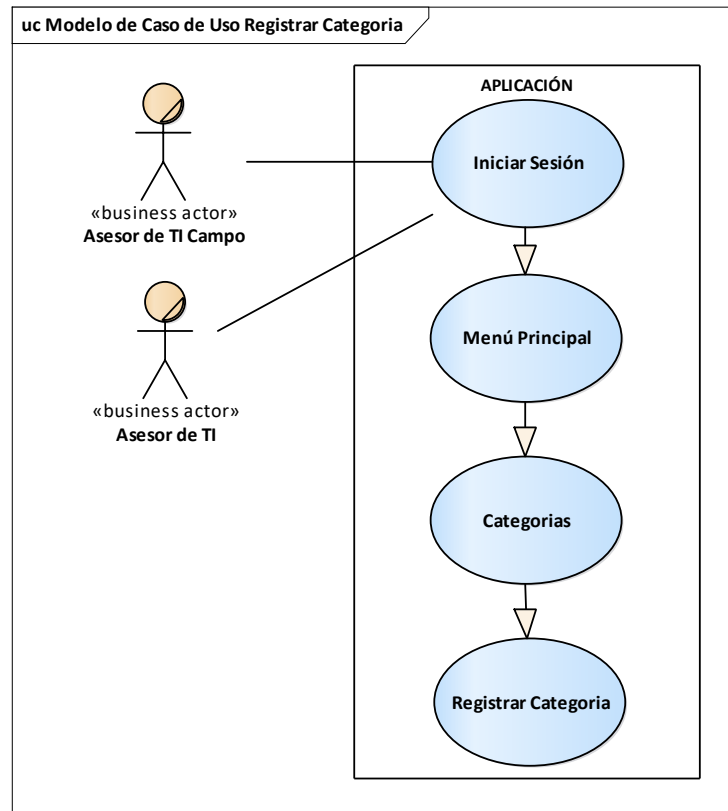 uc Modelo de Caso de Uso Registrar Categoria
APLICACIÓN
Iniciar Sesión
«business actor»
Asesor de TI Campo
Menú Principal
«business actor»
Asesor de TI
Categorias
Registrar Categoria